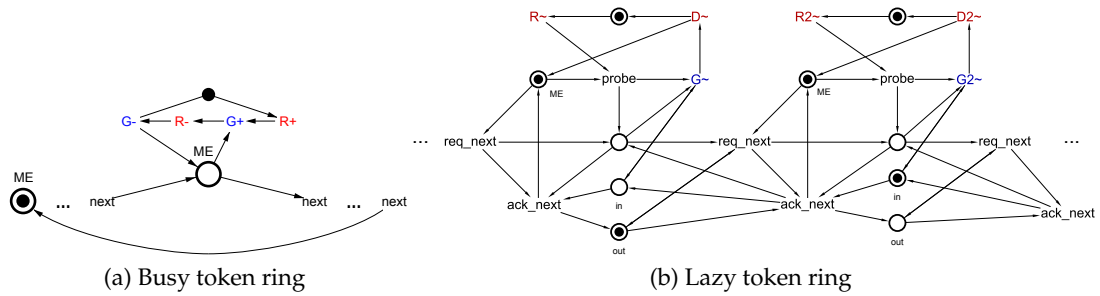 R~ D~ R2~ D2~
ME probe G~ ME probe G2~
G- R- G+ R+
... req_next req_next req_next ...
ME
ME ... next next ... next
ack_next in ack_next in ack_next
out out
(a) Busy token ring (b) Lazy token ring